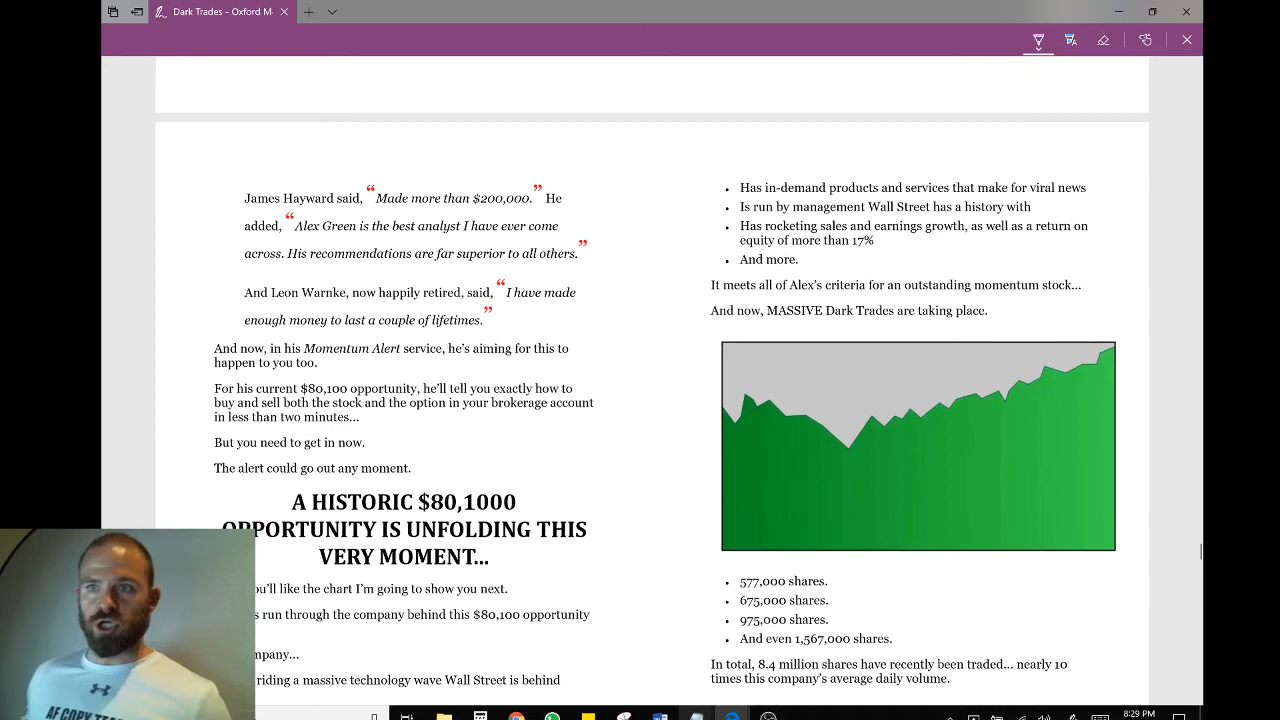 Dark Trades - Oxford M
James Hayward said, “Made more than $200,000.” He
added, “Alex Green is the best analyst I have ever come
across. His recommendations are far superior to all others.”
And Leon Warnke, now happily retired, said, “I have made
enough money to last a couple of lifetimes.”
And now, in his Momentum Alert service, he’s aiming for this to
happen to you too.
For his current $80,100 opportunity, he’ll tell you exactly how to
buy and sell both the stock and the option in your brokerage account
in less than two minutes…
But you need to get in now.
The alert could go out any moment.
A HISTORIC $80,1000
OPPORTUNITY IS UNFOLDING THIS
VERY MOMENT…
ou’ll like the chart I’m going to show you next.
s run through the company behind this $80,100 opportunity
mpany…
riding a massive technology wave Wall Street is behind
• Has in-demand products and services that make for viral news
• Is run by management Wall Street has a history with
• Has rocketing sales and earnings growth, as well as a return on
equity of more than 17%
• And more.
It meets all of Alex’s criteria for an outstanding momentum stock…
And now, MASSIVE Dark Trades are taking place.
• 577,000 shares.
• 675,000 shares.
• 975,000 shares.
• And even 1,567,000 shares.
In total, 8.4 million shares have recently been traded… nearly 10
times this company’s average daily volume.
AF COPY TEA
8:29 PM